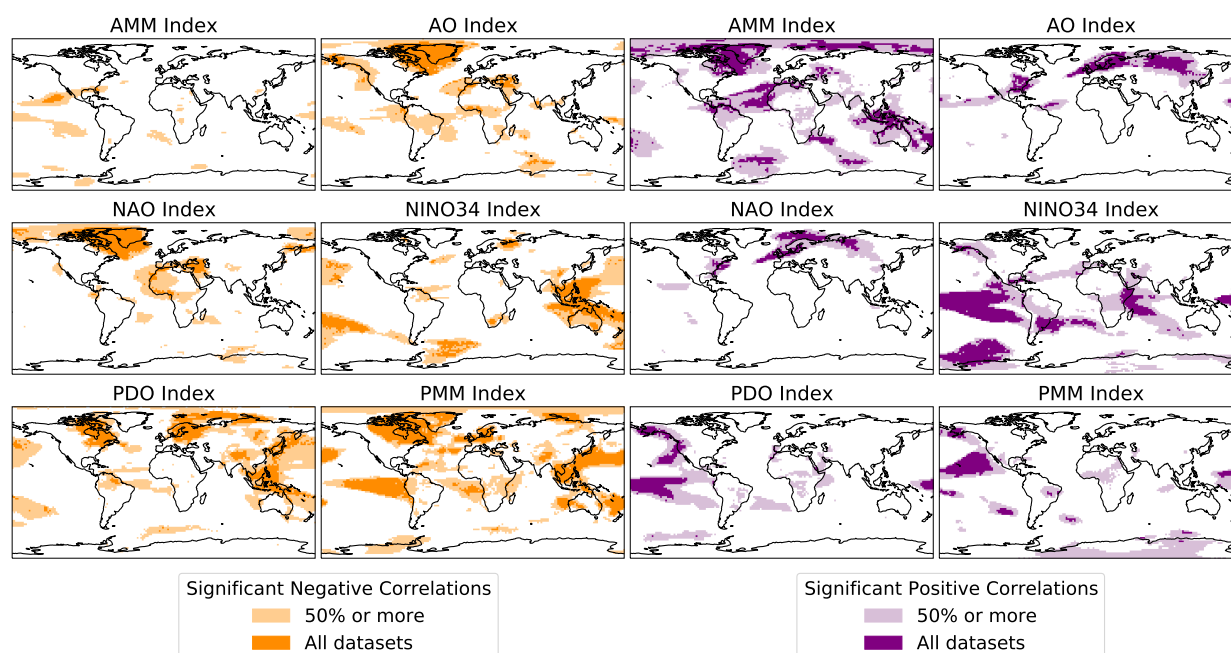 AMM Index
AO Index
AMM Index
AO Index
NAO Index
NINO34 Index
NAO Index
NINO34 Index
PDO Index
PMM Index
PDO Index
PMM Index
Significant Negative Correlations
50% or more
All datasets
Significant Positive Correlations
50% or more
All datasets